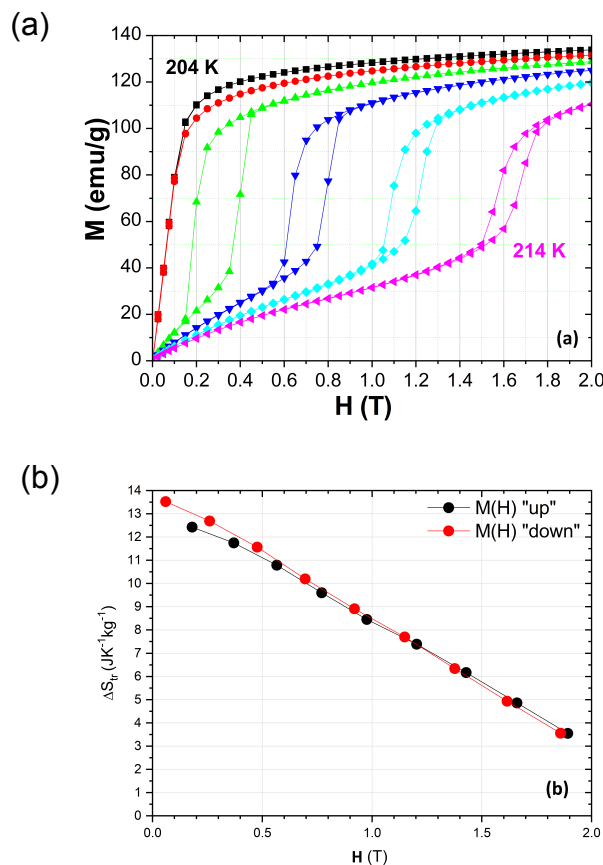 (a)
140
120
100
80
60
40
20
0
M (emu/g)
204 K
214 K
(a)
0.0 0.2 0.4 0.6 0.8 1.0 1.2 1.4 1.6 1.8 2.0
H (T)
(b)
14
13
12
11
10
9
8
7
6
5
4
3
2
1
0
ΔStr (JK-1kg-1)
M(H) "up"
M(H) "down"
(b)
0.0 0.5 1.0 1.5 2.0
H (T)